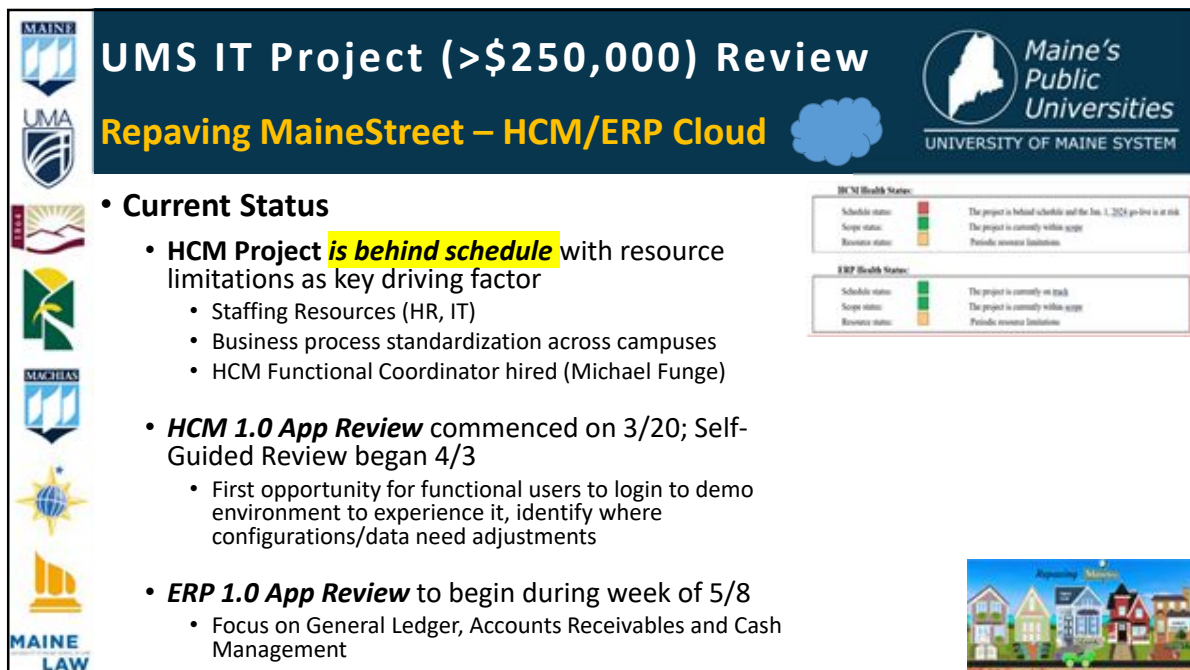 MAINE
UMS IT Project (>$250,000) Review
Maine's
Public
Universities
UNIVERSITY OF MAINE SYSTEM
UMA
Repaving MaineStreet – HCM/ERP Cloud
1864
MACHIAS
MAINE
LAW
• Current Status
• HCM Project is behind schedule with resource
limitations as key driving factor
• Staffing Resources (HR, IT)
• Business process standardization across campuses
• HCM Functional Coordinator hired (Michael Funge)
• HCM 1.0 App Review commenced on 3/20; Self-
Guided Review began 4/3
• First opportunity for functional users to login to demo
environment to experience it, identify where
configurations/data need adjustments
• ERP 1.0 App Review to begin during week of 5/8
• Focus on General Ledger, Accounts Receivables and Cash
Management
HCM Health Status:
Schedule status: The project is behind schedule and the Jan. 1, 2024 go-live is at risk
Scope status: The project is currently within scope
Resource status: Periodic resource limitations
ERP Health Status:
Schedule status: The project is currently on track
Scope status: The project is currently within scope
Resource status: Periodic resource limitations
Repaving